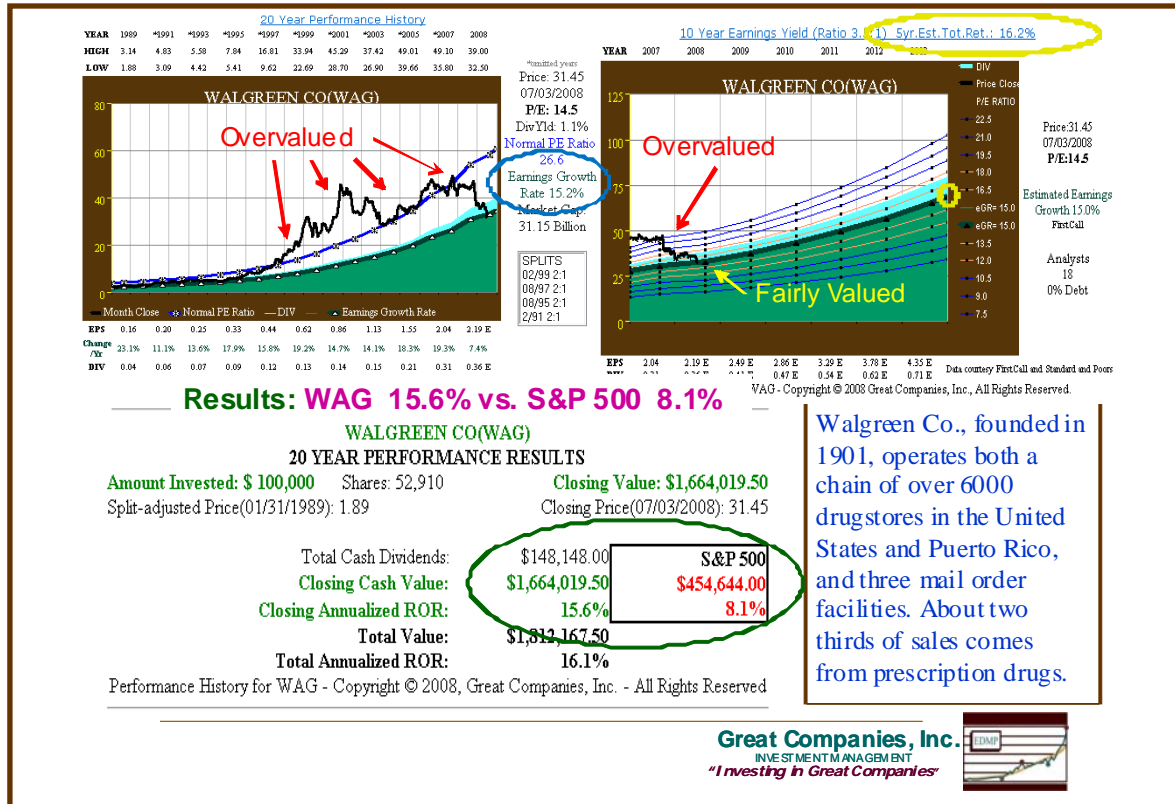 20 Year Performance History
YEAR 1989 *1991 *1993 *1995 *1997 *1999 *2001 *2003 *2005 2007 2008
HIGH 3.14 4.83 5.58 7.84 16.81 33.94 45.29 37.42 49.01 49.10 39.00
LOW 1.88 3.09 4.42 5.41 9.62 22.69 28.70 26.90 39.66 35.80 32.50
WALGREEN CO(WAG)
80
60
40
20
0
Overvalued
Month Close Normal PE Ratio DIV Earnings Growth Rate
EPS 0.16 0.20 0.25 0.33 0.44 0.62 0.86 1.13 1.55 2.04 2.19 E
Change /Yr 23.1% 11.1% 13.6% 17.9% 15.8% 19.2% 14.7% 14.1% 18.3% 19.3% 7.4%
DIV 0.04 0.06 0.07 0.09 0.12 0.13 0.14 0.15 0.21 0.31 0.36 E
*omitted years
Price: 31.45
07/03/2008
P/E: 14.5
DivYld: 1.1%
Normal PE Ratio
26.6
Earnings Growth
Rate 15.2%
Market Cap:
31.15 Billion
SPLITS
02/99 2:1
08/97 2:1
08/95 2:1
2/91 2:1
10 Year Earnings Yield (Ratio 3. :1) 5yr.Est.Tot.Ret.: 16.2%
YEAR 2007 2008 2009 2010 2011 2012
WALGREEN CO(WAG)
125
100
75
50
25
0
Overvalued
Fairly Valued
DIV
Price Close
P/E RATIO
22.5
21.0
19.5
18.0
16.5
eGR= 15.0
eGR= 15.0
13.5
12.0
10.5
9.0
7.5
EPS 2.04 2.19 E 2.49 E 2.86 E 3.29 E 3.78 E 4.35 E
0.47 E 0.54 E 0.62 E 0.71 E
Price:31.45
07/03/2008
P/E:14.5
Estimated Earnings
Growth 15.0%
FirstCall
Analysts
18
0% Debt
Data courtesy FirstCall and Standard and Poors
WAG - Copyright © 2008 Great Companies, Inc., All Rights Reserved.
Results: WAG 15.6% vs. S&P 500 8.1%
WALGREEN CO(WAG)
20 YEAR PERFORMANCE RESULTS
Amount Invested: $ 100,000 Shares: 52,910 Closing Value: $1,664,019.50
Split-adjusted Price(01/31/1989): 1.89 Closing Price(07/03/2008): 31.45
Total Cash Dividends: $148,148.00 S&P 500
Closing Cash Value: $1,664,019.50 $454,644.00
Closing Annualized ROR: 15.6% 8.1%
Total Value: $1,812,167.50
Total Annualized ROR: 16.1%
Performance History for WAG - Copyright © 2008, Great Companies, Inc. - All Rights Reserved
Walgreen Co., founded in
1901, operates both a
chain of over 6000
drugstores in the United
States and Puerto Rico,
and three mail order
facilities. About two
thirds of sales comes
from prescription drugs.
Great Companies, Inc.
INVESTMENT MANAGEMENT
"Investing in Great Companies"
EDMP